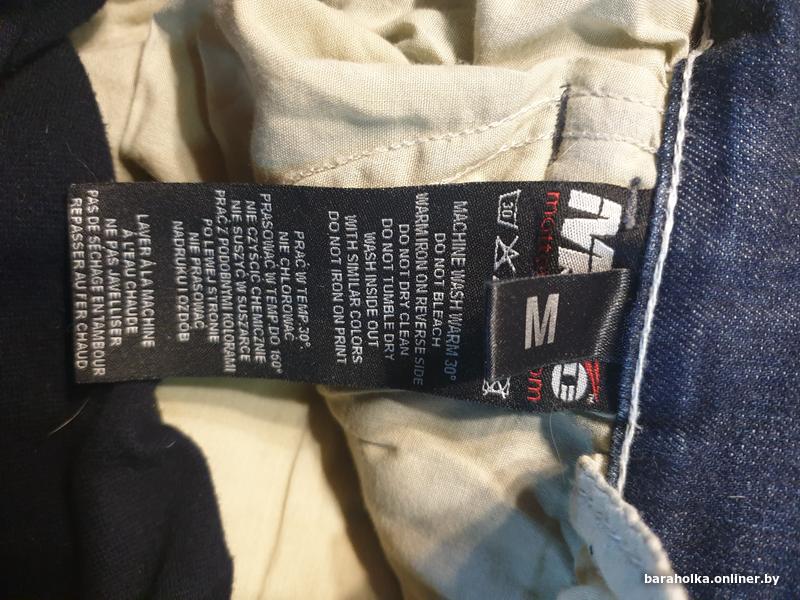 30
M
MACHINE WASH WARM 30°
DO NOT BLEACH
WARM IRON ON REVERSE SIDE
DO NOT DRY CLEAN
DO NOT TUMBLE DRY
WASH INSIDE OUT
WITH SIMILAR COLORS
DO NOT IRON ON PRINT
PRAĆ W TEMP. 30°
NIE CHLOROWAĆ
PRASOWAĆ W TEMP. DO 150°
NIE CZYŚCIĆ CHEMICZNIE
NIE SUSZYĆ W SUSZARCE
PRAĆ Z PODOBNYMI KOLORAMI
PO LEWEJ STRONIE
NIE PRASOWAĆ
NADRUKU I OZDÓB
LAVER À LA MACHINE
À L'EAU CHAUDE
NE PAS JAVELLISER
PAS DE SÉCHAGE EN TAMBOUR
REPASSER AU FER CHAUD
baraholka.onliner.by